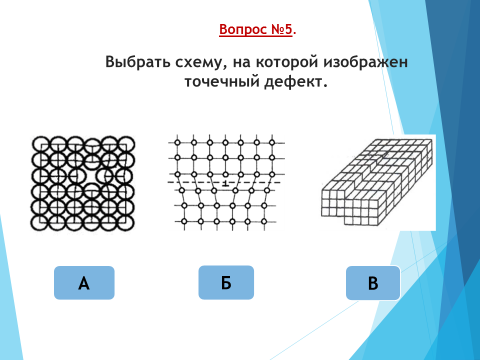 Вопрос №5.
Выбрать схему, на которой изображен
точечный дефект.
А
Б
В